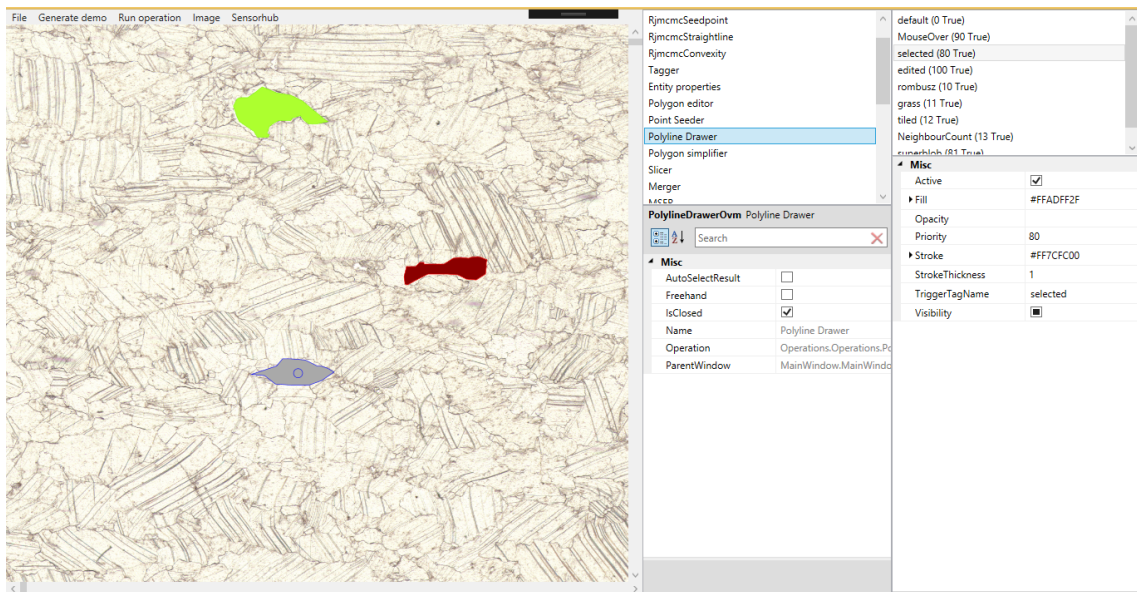 File Generate demo Run operation Image Sensorhub
RjmcmcSeedpoint
RjmcmcStraightline
RjmcmcConvexity
Tagger
Entity properties
Polygon editor
Point Seeder
Polyline Drawer
Polygon simplifier
Slicer
Merger
MSER
PolylineDrawerOvm Polyline Drawer
Search
Misc
AutoSelectResult
Freehand
IsClosed
Name Polyline Drawer
Operation Operations.Operations.Po
ParentWindow MainWindow.MainWindo
default (0 True)
MouseOver (90 True)
selected (80 True)
edited (100 True)
rombusz (10 True)
grass (11 True)
tiled (12 True)
NeighbourCount (13 True)
superblob (81 True)
Misc
Active
Fill #FFADFF2F
Opacity
Priority 80
Stroke #FF7CFC00
StrokeThickness 1
TriggerTagName selected
Visibility